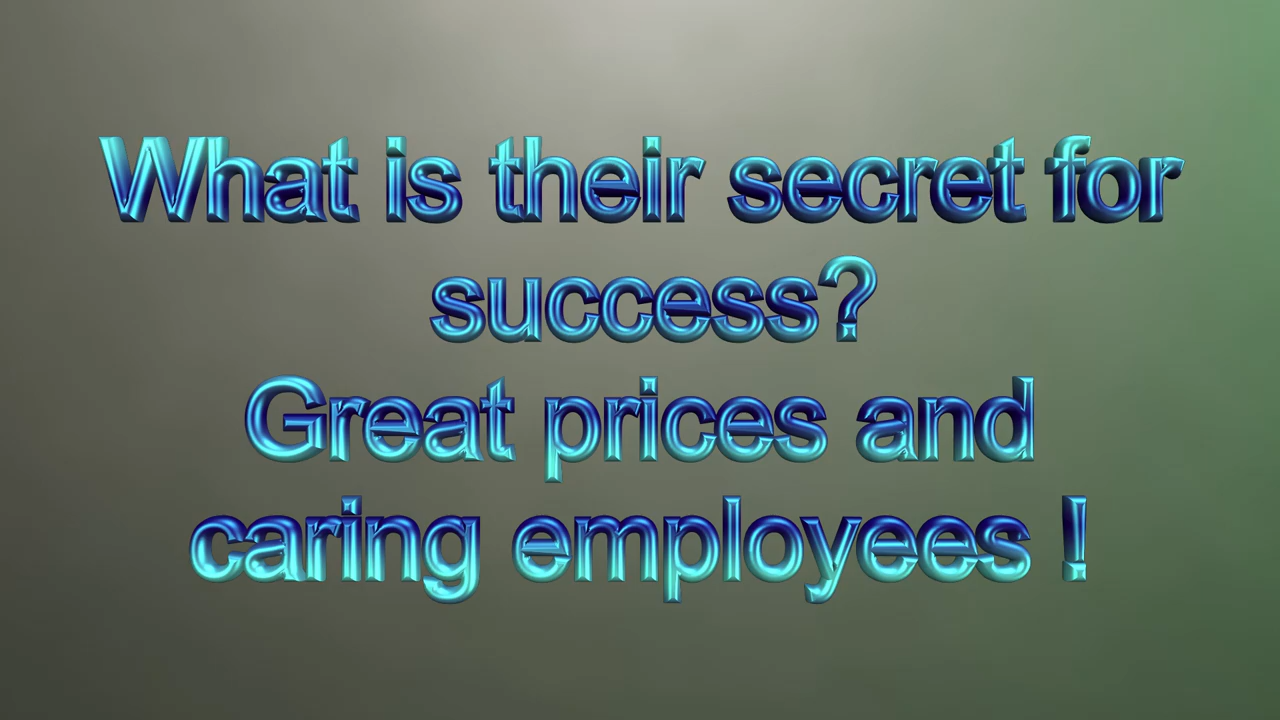 What is their secret for
success?
Great prices and
caring employees !